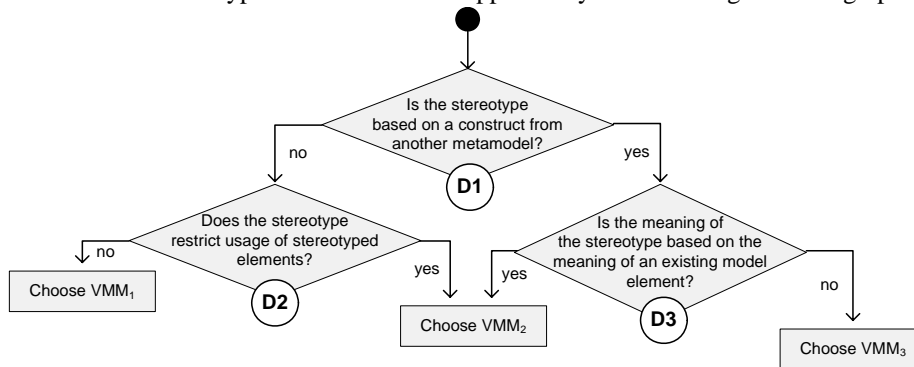 Is the stereotype
based on a construct from
another metamodel?
no
yes
D1
Does the stereotype
restrict usage of stereotyped
elements?
Is the meaning of
the stereotype based on the
meaning of an existing model
element?
no
yes
yes
no
D2
D3
Choose VMM₁
Choose VMM₂
Choose VMM₃